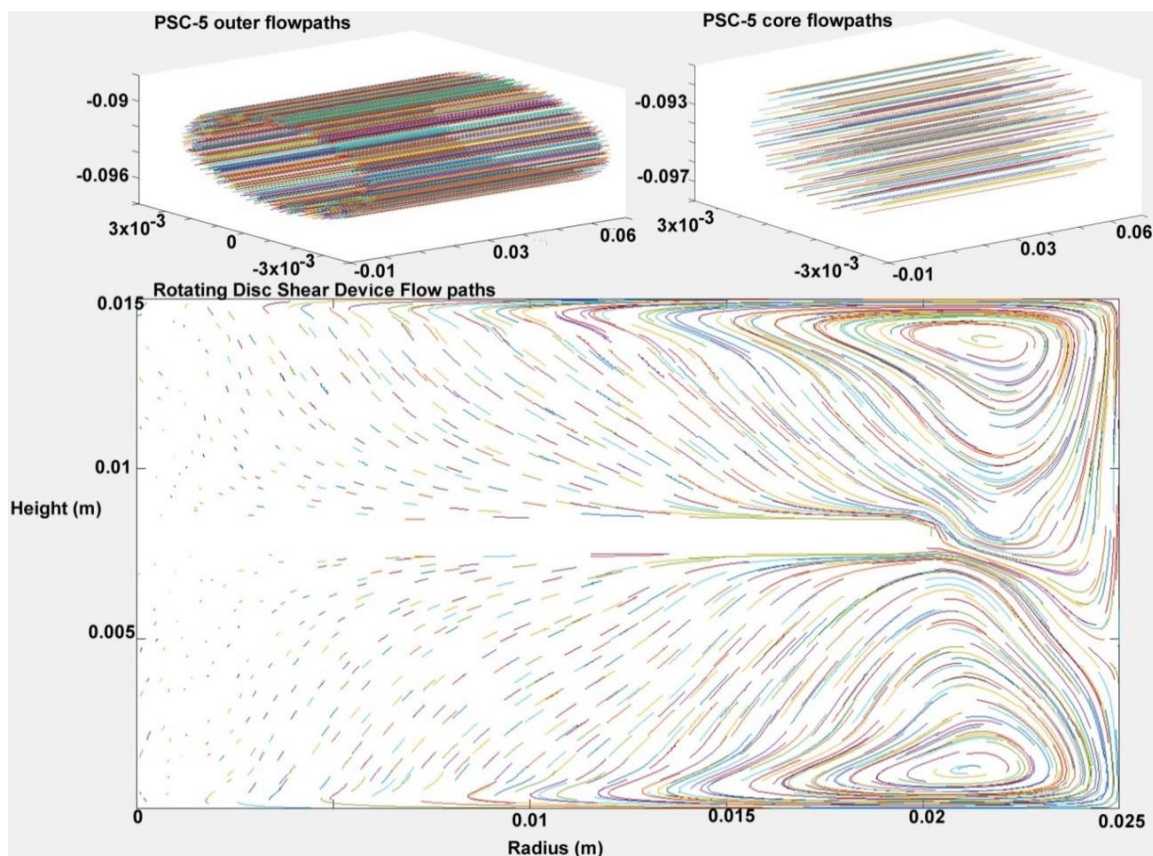 PSC-5 outer flowpaths
-0.09
-0.096
3x10-3
0
-3x10-3
-0.01
0.03
0.06
PSC-5 core flowpaths
-0.093
-0.097
3x10-3
-3x10-3
-0.01
0.03
0.06
Rotating Disc Shear Device Flow paths
0.015
0.01
Height (m)
0.005
0
0.01
0.015
0.02
0.025
Radius (m)